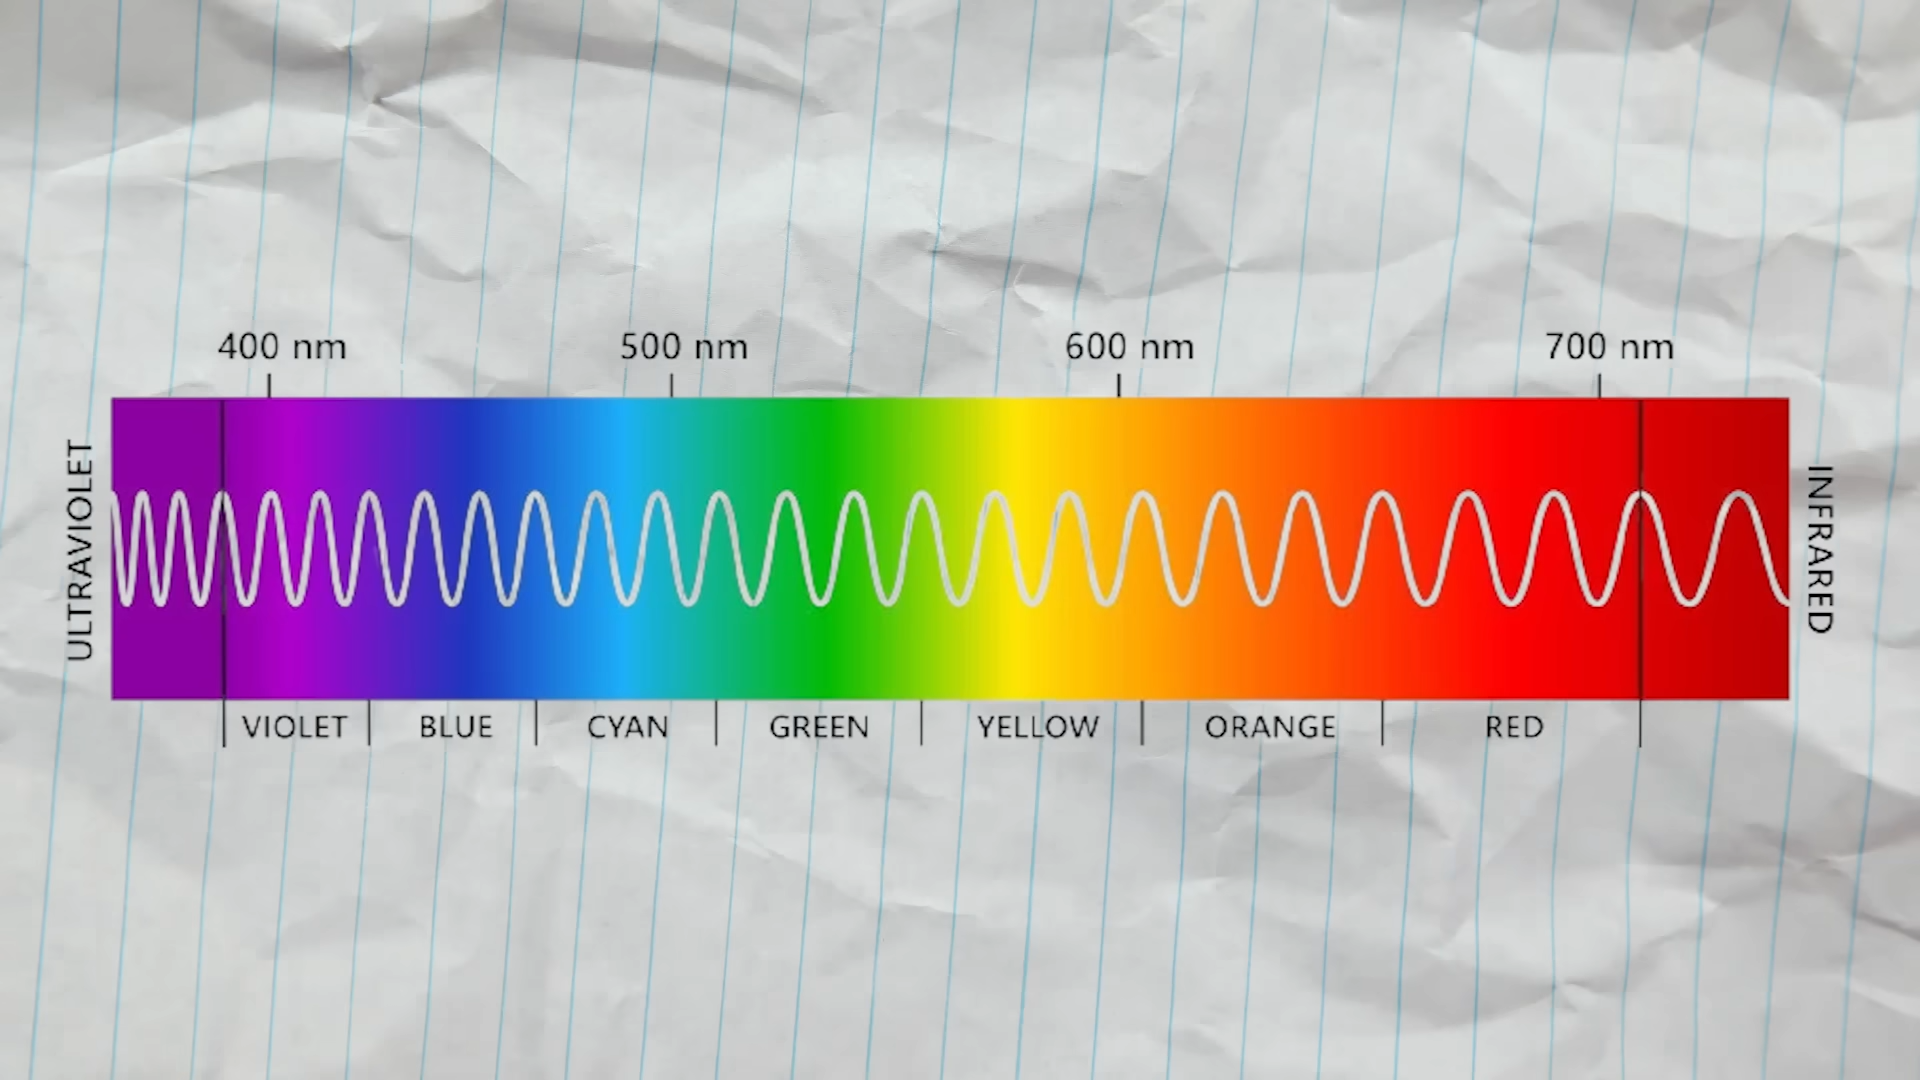 400 nm
500 nm
600 nm
700 nm
ULTRAVIOLET
INFRARED
VIOLET
BLUE
CYAN
GREEN
YELLOW
ORANGE
RED